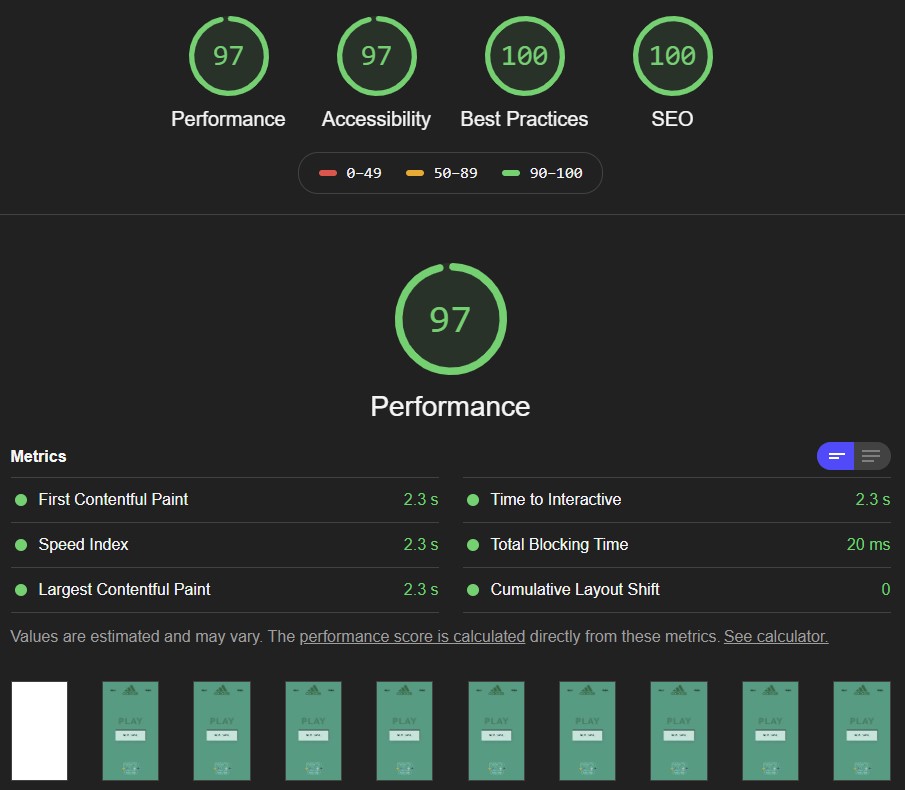 97 97 100 100
Performance Accessibility Best Practices SEO
0–49 50–89 90–100
97
Performance
Metrics
First Contentful Paint 2.3 s Time to Interactive 2.3 s
Speed Index 2.3 s Total Blocking Time 20 ms
Largest Contentful Paint 2.3 s Cumulative Layout Shift 0
Values are estimated and may vary. The performance score is calculated directly from these metrics. See calculator.
PLAY PLAY PLAY PLAY PLAY PLAY PLAY PLAY PLAY